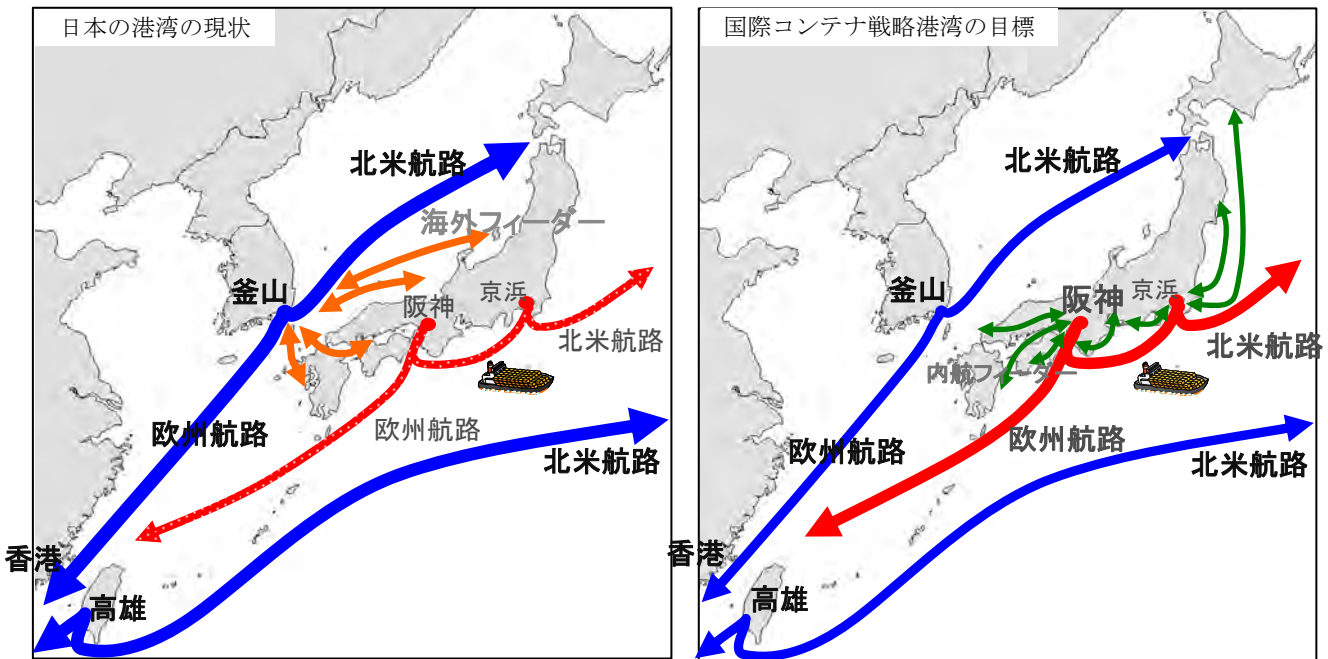 日本の港湾の現状
北米航路
海外フィーダー
釜山
阪神
京浜
北米航路
欧州航路
欧州航路
北米航路
香港
高雄
国際コンテナ戦略港湾の目標
北米航路
釜山
阪神
京浜
北米航路
内航フィーダー
欧州航路
欧州航路
北米航路
香港
高雄